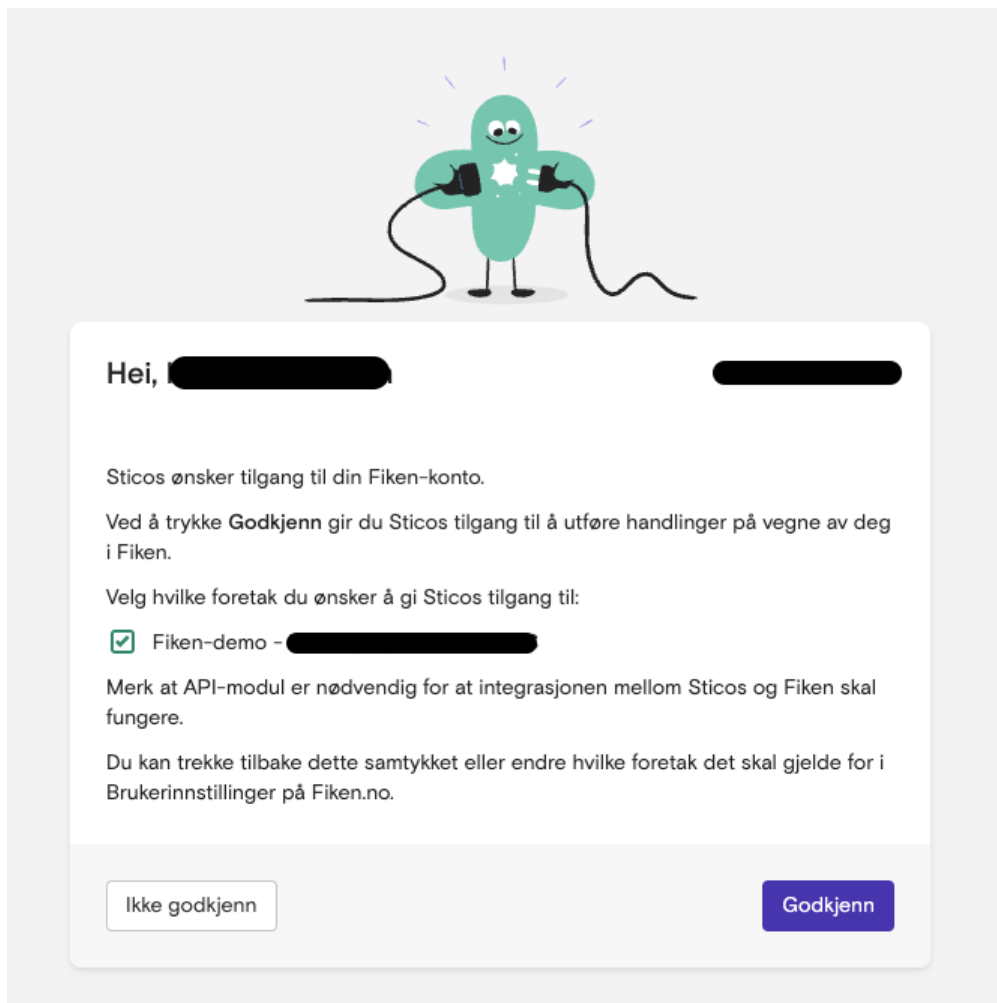 Hei,
Sticos ønsker tilgang til din Fiken-konto.
Ved å trykke Godkjenn gir du Sticos tilgang til å utføre handlinger på vegne av deg
i Fiken.
Velg hvilke foretak du ønsker å gi Sticos tilgang til:
Fiken-demo -
Merk at API-modul er nødvendig for at integrasjonen mellom Sticos og Fiken skal
fungere.
Du kan trekke tilbake dette samtykket eller endre hvilke foretak det skal gjelde for i
Brukerinnstillinger på Fiken.no.
Ikke godkjenn
Godkjenn